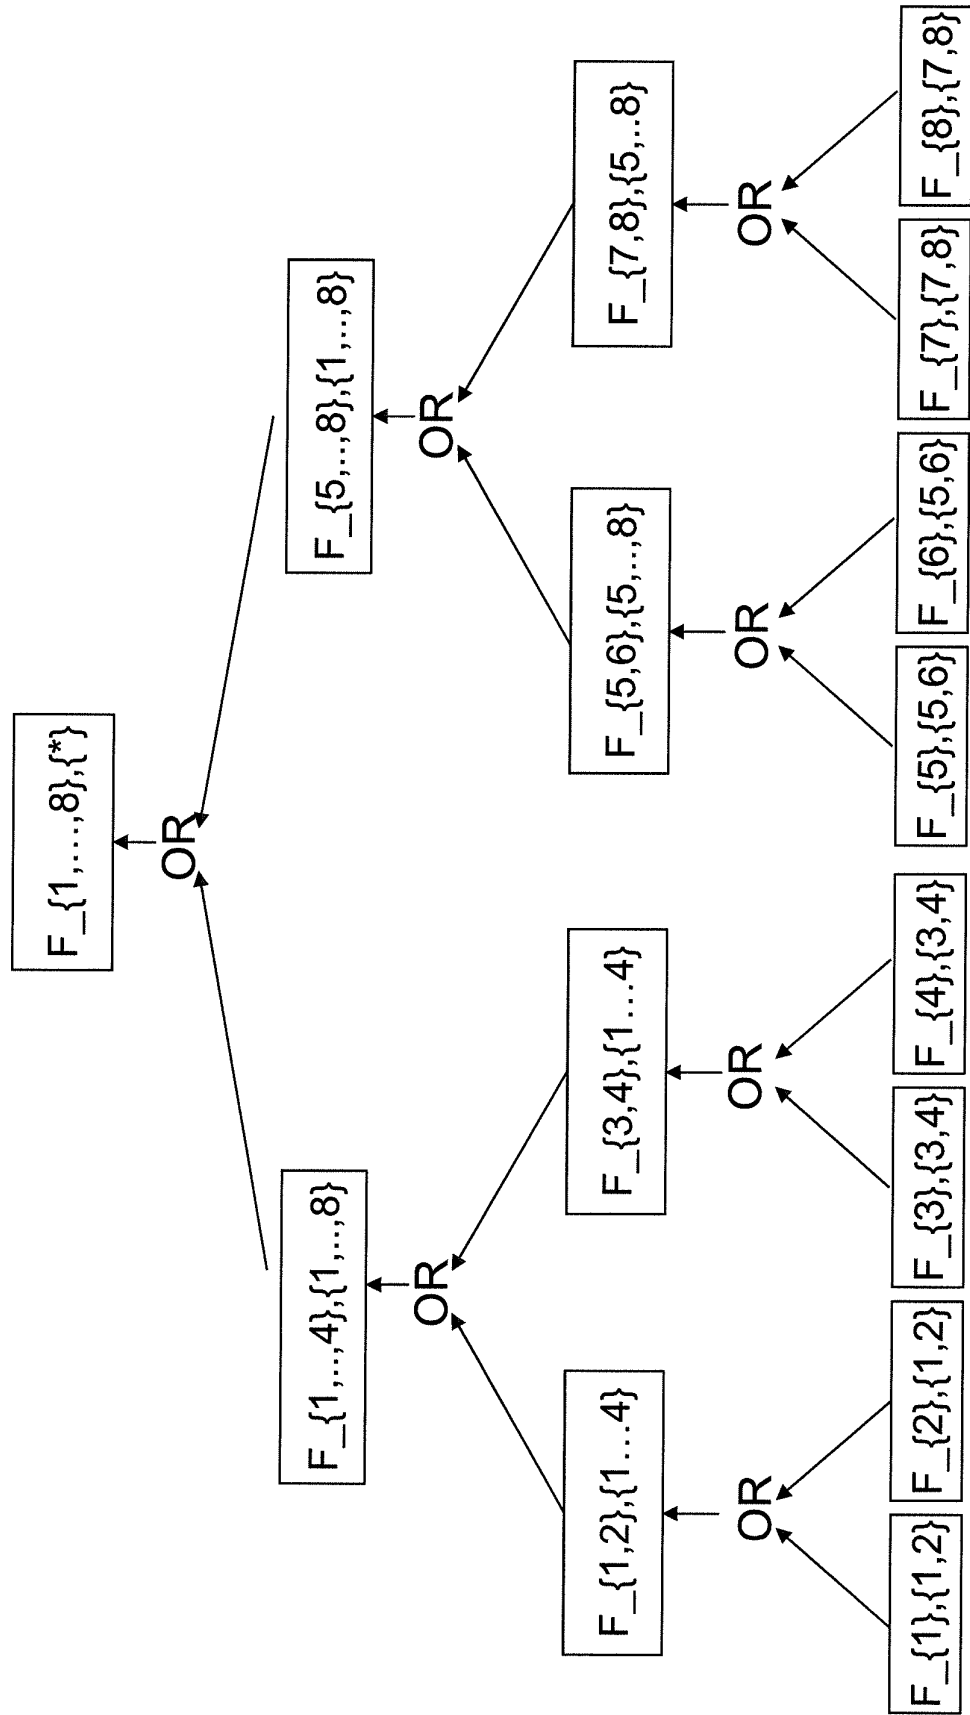 F_{1,...,8},{*}
OR
F_{1,..,4},{1,..,8}
F_{5,..,8},{1,..,8}
OR
OR
F_{1,2},{1...4}
F_{3,4},{1...4}
F_{5,6},{5,..,8}
F_{7,8},{5,..8}
OR
OR
OR
OR
F_{1},{1,2}
F_{2},{1,2}
F_{3},{3,4}
F_{4},{3,4}
F_{5},{5,6}
F_{6},{5,6}
F_{7},{7,8}
F_{8},{7,8}